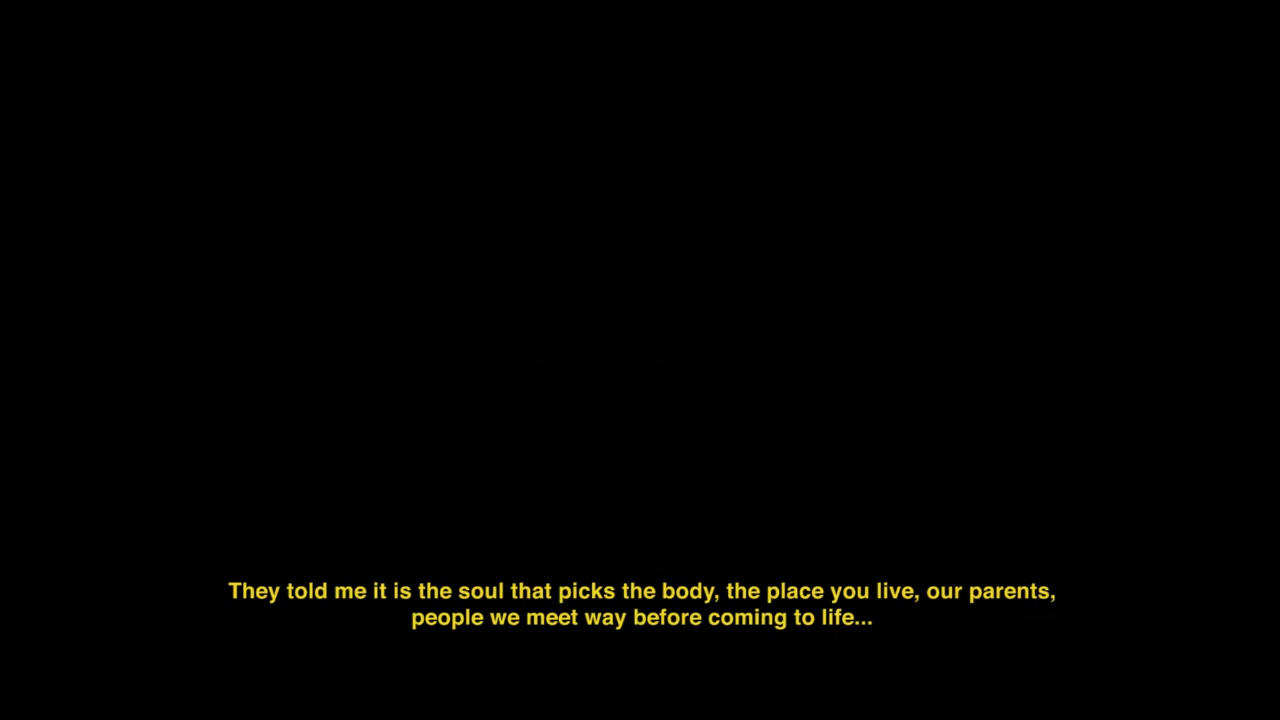 They told me it is the soul that picks the body, the place you live, our parents,
people we meet way before coming to life...